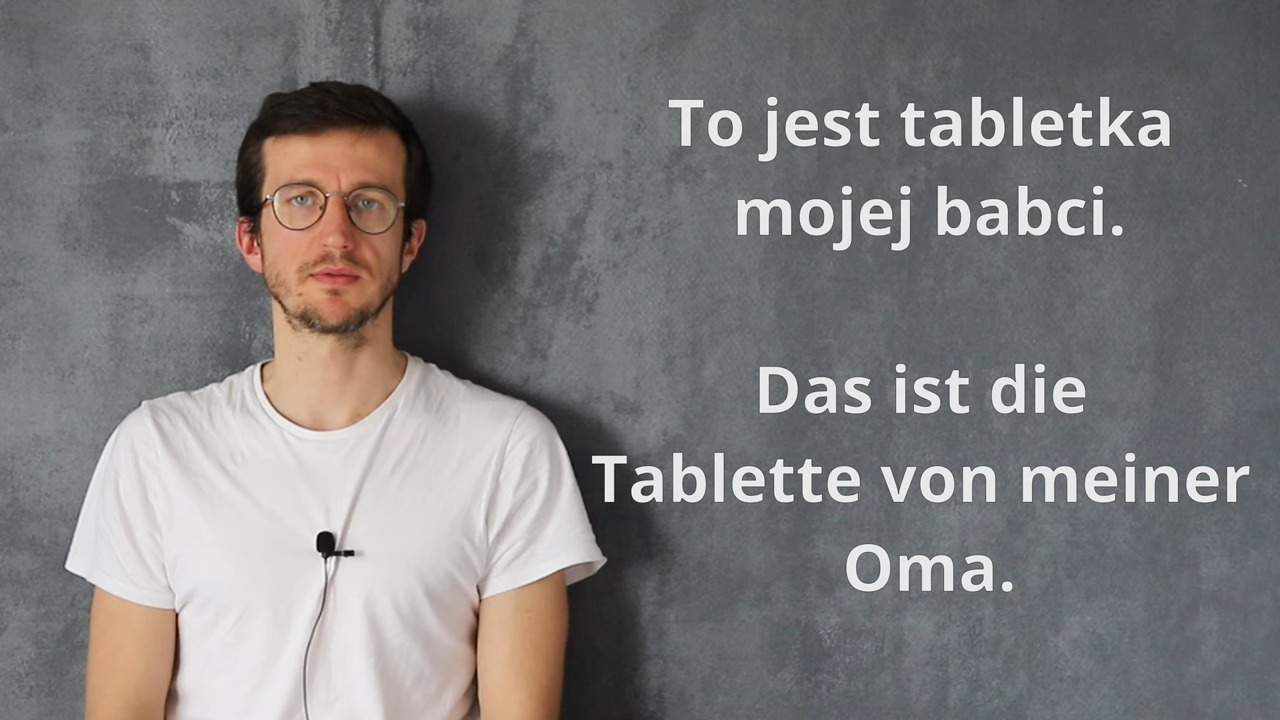 To jest tabletka
mojej babci.
Das ist die
Tablette von meiner
Oma.